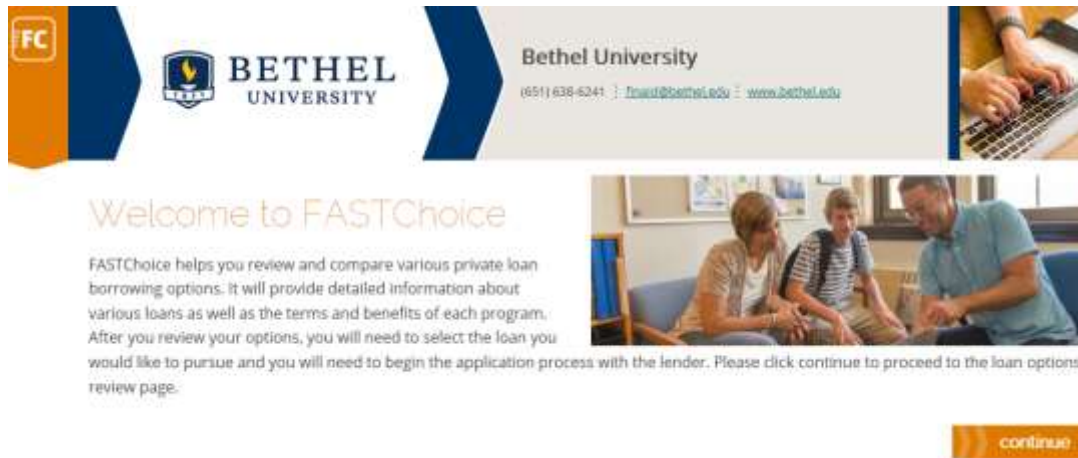 FC
BETHEL
UNIVERSITY
Bethel University
(651) 638-6241 | finaid@bethel.edu | www.bethel.edu
Welcome to FASTChoice
FASTChoice helps you review and compare various private loan
borrowing options. It will provide detailed information about
various loans as well as the terms and benefits of each program.
After you review your options, you will need to select the loan you
would like to pursue and you will need to begin the application process with the lender. Please click continue to proceed to the loan options
review page.
continue